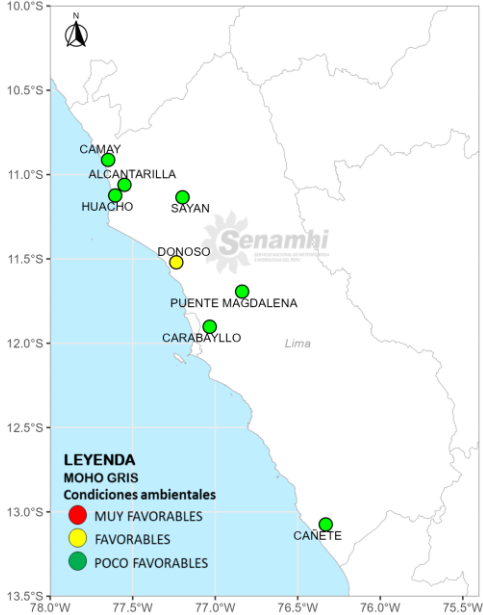 10.0°S
N
10.5°S
CAMAY
11.0°S
ALCANTARILLA
HUACHO
SAYAN
Senamhi
11.5°S
DONOSO
PUENTE MAGDALENA
12.0°S
CARABAYLLO
Lima
12.5°S
LEYENDA
MOHO GRIS
Condiciones ambientales
13.0°S
MUY FAVORABLES
CAÑETE
FAVORABLES
POCO FAVORABLES
13.5°S
78.0°W 77.5°W 77.0°W 76.5°W 76.0°W 75.5°W